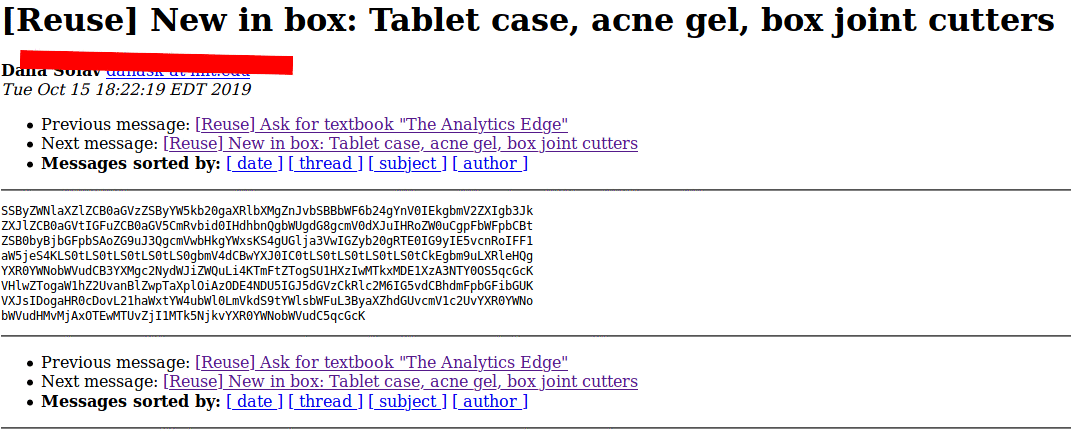 [Reuse] New in box: Tablet case, acne gel, box joint cutters
Tue Oct 15 18:22:19 EDT 2019
• Previous message: [Reuse] Ask for textbook "The Analytics Edge"
• Next message: [Reuse] New in box: Tablet case, acne gel, box joint cutters
• Messages sorted by: [ date ] [ thread ] [ subject ] [ author ]
SSByZWNlaXZlZCB0aGVzZSByYW5kb20gaXRlbXMgZnJvbSBBbWF6b24gYnV0IEkgbmV2ZXIgb3Jk
ZXJlZCB0aGVtIGFuZCB0aGV5CmRvbid0IHdhbnQgbWUgdG8gcmV0dXJuIHRoZW0uCgpFbWFpbCBt
ZSB0byBjbGFpbSAoZG9uJ3QgcmVwbHkgYWxsKS4gUGlja3VwIGZyb20gRTE0IG9yIE5vcnRoIFF1
aW5jeS4KLS0tLS0tLS0tLS0tLS0gbmV4dCBwYXJ0IC0tLS0tLS0tLS0tLS0tCkEgbm9uLXRleHQg
YXR0YWNobWVudCB3YXMgc2NydWJiZWQuLi4KTmFtZTogSU1HXzIwMTkxMDE1XzA3NTY0OS5qcGcK
VHlwZTogaW1hZ2UvanBlZwpTaXplOiAzODE4NDU5IGJ5dGVzCkRlc2M6IG5vdCBhdmFpbGFibGUK
VXJsIDogaHR0cDovL21haWxtYW4ubWl0LmVkdS9tYWlsbWFuL3ByaXZhdGUvcmV1c2UvYXR0YWNo
bWVudHMvMjAxOTEwMTUvZjI1MTk5NjkvYXR0YWNobWVudC5qcGcK
• Previous message: [Reuse] Ask for textbook "The Analytics Edge"
• Next message: [Reuse] New in box: Tablet case, acne gel, box joint cutters
• Messages sorted by: [ date ] [ thread ] [ subject ] [ author ]